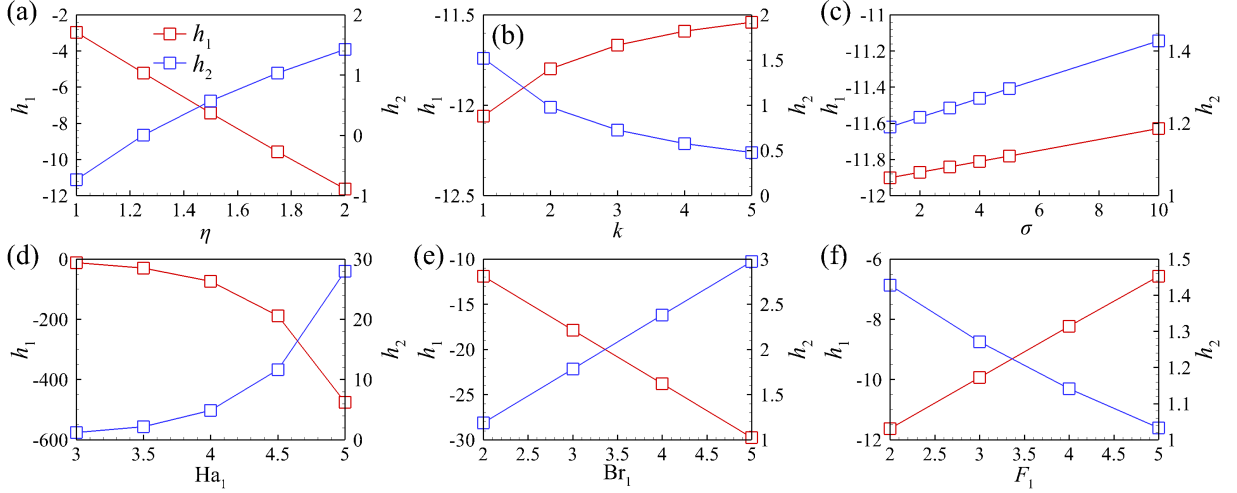 (a)
-2
-4
-6
-8
-10
-12
h1
h1
h2
2
1
0
-1
1 1.2 1.4 1.6 1.8 2
η
(b)
-11.5
-12
-12.5
h1
2
1.5
1
0.5
0
h2
1 2 3 4 5
k
(c)
-11
-11.2
-11.4
-11.6
-11.8
-12
h1
1.4
1.2
1
h2
2 4 6 8 10
σ
(d)
0
-200
-400
-600
h1
30
20
10
0
h2
3 3.5 4 4.5 5
Ha1
(e)
-10
-15
-20
-25
-30
h1
3
2.5
2
1.5
1
h2
2 2.5 3 3.5 4 4.5 5
Br1
(f)
-6
-8
-10
-12
h1
1.5
1.4
1.3
1.2
1.1
1
h2
2 2.5 3 3.5 4 4.5 5
F1